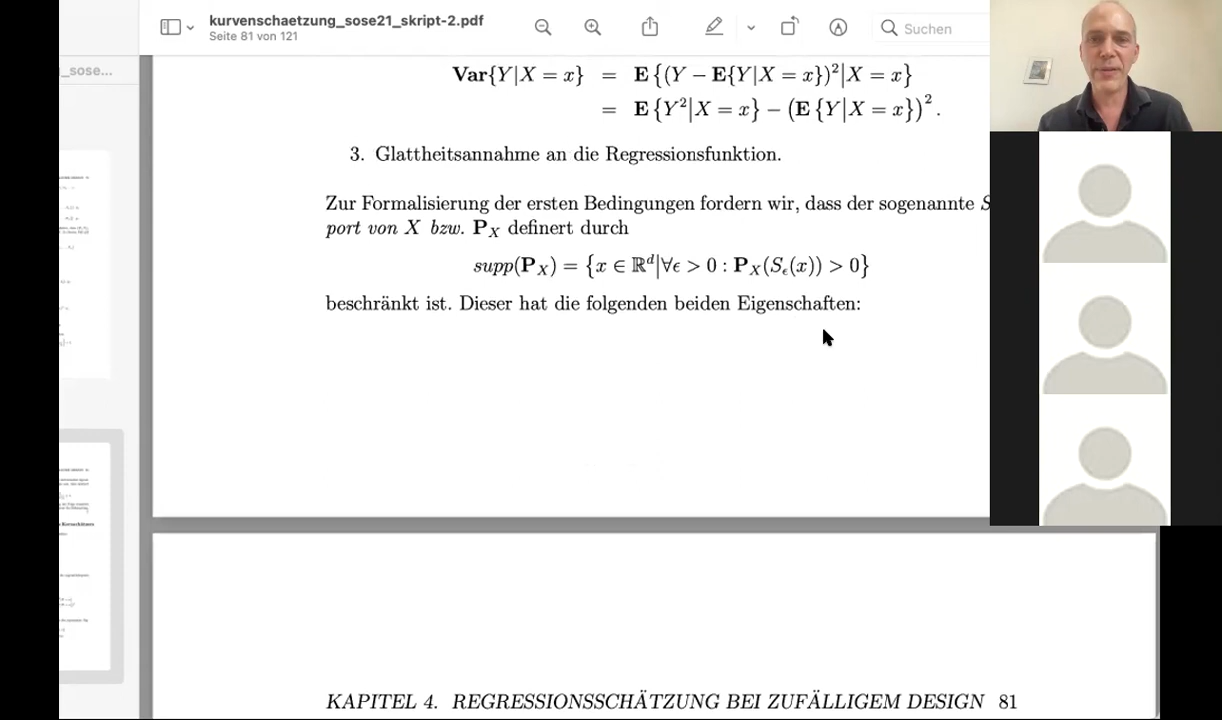 kurvenschaetzung_sose21_skript-2.pdf
Seite 81 von 121
Suchen
_sose...
Var{Y|X = x} = E{(Y − E{Y|X = x})²|X = x}
= E{Y²|X = x} − (E{Y|X = x})².
3. Glattheitsannahme an die Regressionsfunktion.
Zur Formalisierung der ersten Bedingungen fordern wir, dass der sogenannte S
port von X bzw. P_X definert durch
supp(P_X) = {x ∈ ℝ^d|∀ϵ > 0 : P_X(S_ϵ(x)) > 0}
beschränkt ist. Dieser hat die folgenden beiden Eigenschaften:
KAPITEL 4. REGRESSIONSSCHÄTZUNG BEI ZUFÄLLIGEM DESIGN 81